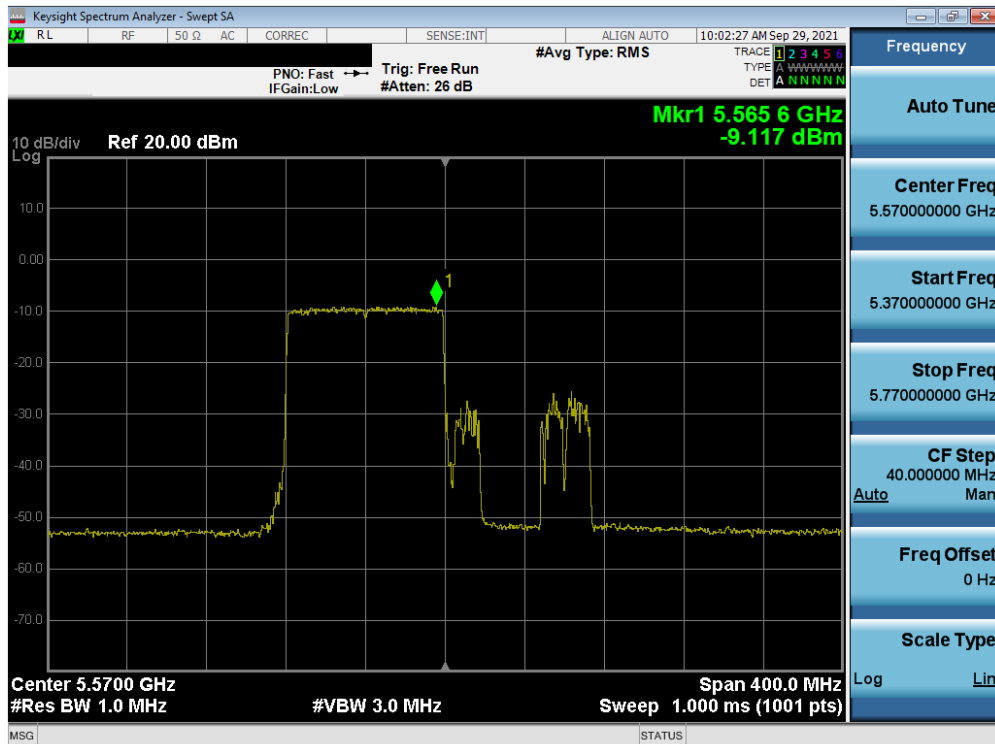 Keysight Spectrum Analyzer - Swept SA
LXI RL RF 50 Ω AC CORREC SENSE:INT ALIGN AUTO 10:02:27 AM Sep 29, 2021
PNO: Fast Trig: Free Run #Avg Type: RMS TRACE 1 2 3 4 5 6
IFGain:Low #Atten: 26 dB TYPE A WWWWW
DET A N N N N N
Mkr1 5.565 6 GHz
-9.117 dBm
10 dB/div Ref 20.00 dBm
Log
10.0
0.00
1
-10.0
-20.0
-30.0
-40.0
-50.0
-60.0
-70.0
Center 5.5700 GHz Span 400.0 MHz
#Res BW 1.0 MHz #VBW 3.0 MHz Sweep 1.000 ms (1001 pts)
MSG STATUS
Frequency
Auto Tune
Center Freq
5.570000000 GHz
Start Freq
5.370000000 GHz
Stop Freq
5.770000000 GHz
CF Step
40.000000 MHz
Auto Man
Freq Offset
0 Hz
Scale Type
Log Lin